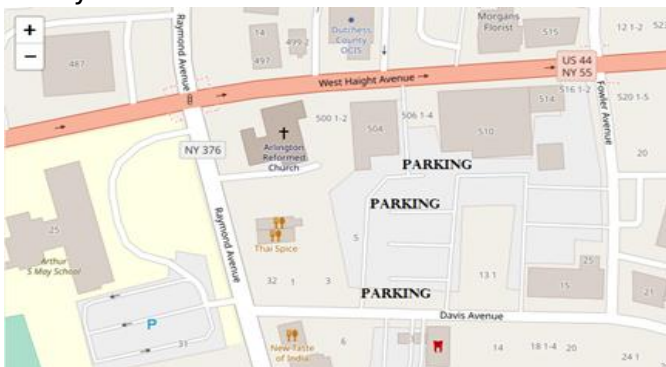 +
−
Raymond Avenue
487
14
497
499-2
Dutchess
County
OCIS
Morgans
Florist
515
12 1-2
US 44
NY 55
West Haight Avenue
516 1-2
514
520 1-5
Fowler Avenue
NY 376
Arlington
Reformed
Church
500 1-2
504
506 1-4
510
20
PARKING
PARKING
PARKING
25
Arthur
S May School
Raymond Avenue
Thai Spice
5
32
1
3
13 1
25
15
21
P
31
Davis Avenue
New Taste
of India
6
14
18 1-4
20
24 1